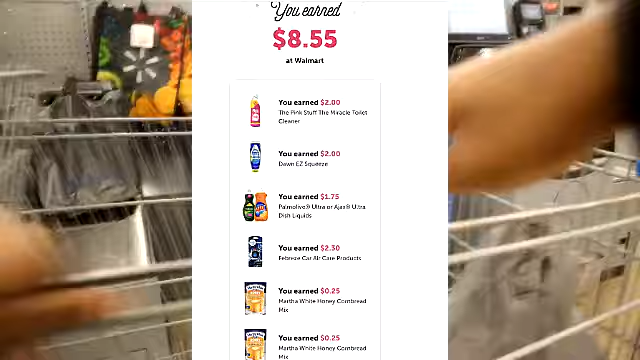 You earned
$8.55
at Walmart
You earned $2.00
The Pink Stuff The Miracle Toilet
Cleaner
You earned $2.00
Dawn EZ Squeeze
You earned $1.75
Palmolive® Ultra or Ajax® Ultra
Dish Liquids
You earned $2.30
Febreze Car Air Care Products
You earned $0.25
Martha White Honey Cornbread
Mix
You earned $0.25
Martha White Honey Cornbread
Mix